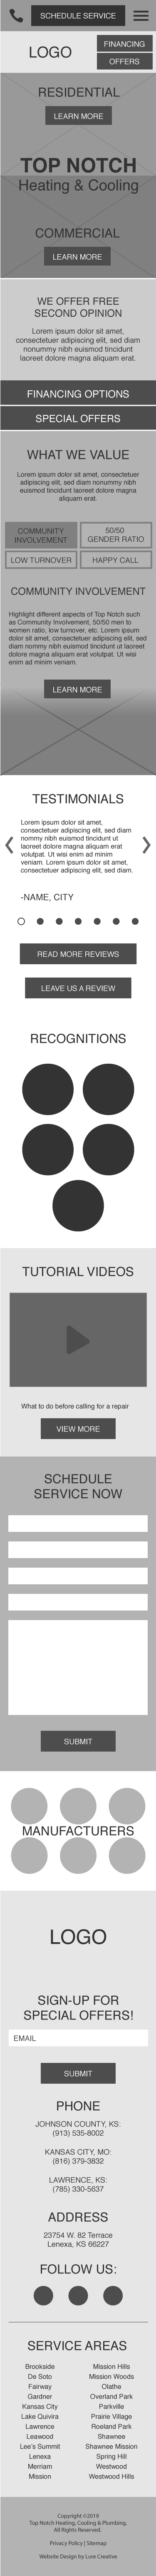 SCHEDULE SERVICE
LOGO
FINANCING
OFFERS
RESIDENTIAL
LEARN MORE
TOP NOTCH
Heating & Cooling
COMMERCIAL
LEARN MORE
WE OFFER FREE
SECOND OPINION
Lorem ipsum dolor sit amet,
consectetuer adipiscing elit, sed diam
nonummy nibh euismod tincidunt
laoreet dolore magna aliquam erat.
FINANCING OPTIONS
SPECIAL OFFERS
WHAT WE VALUE
Lorem ipsum dolor sit amet, consectetuer
adipiscing elit, sed diam nonummy nibh
euismod tincidunt laoreet dolore magna
aliquam erat.
COMMUNITY
INVOLVEMENT
50/50
GENDER RATIO
LOW TURNOVER
HAPPY CALL
COMMUNITY INVOLVEMENT
Highlight different aspects of Top Notch such
as Community Involvement, 50/50 men to
women ratio, low turnover, etc. Lorem ipsum
dolor sit amet, consectetuer adipiscing elit, sed
diam nonummy nibh euismod tincidunt ut laoreet
dolore magna aliquam erat volutpat. Ut wisi
enim ad minim veniam.
LEARN MORE
TESTIMONIALS
Lorem ipsum dolor sit amet,
consectetuer adipiscing elit, sed diam
nonummy nibh euismod tincidunt ut
laoreet dolore magna aliquam erat
volutpat. Ut wisi enim ad minim
veniam. Lorem ipsum dolor sit amet,
consectetuer adipiscing elit, sed diam.
-NAME, CITY
READ MORE REVIEWS
LEAVE US A REVIEW
RECOGNITIONS
TUTORIAL VIDEOS
What to do before calling for a repair
VIEW MORE
SCHEDULE
SERVICE NOW
SUBMIT
MANUFACTURERS
LOGO
SIGN-UP FOR
SPECIAL OFFERS!
EMAIL
SUBMIT
PHONE
JOHNSON COUNTY, KS:
(913) 535-8002
KANSAS CITY, MO:
(816) 379-3832
LAWRENCE, KS:
(785) 330-5637
ADDRESS
23754 W. 82 Terrace
Lenexa, KS 66227
FOLLOW US:
SERVICE AREAS
Brookside
De Soto
Fairway
Gardner
Kansas City
Lake Quivira
Lawrence
Leawood
Lee's Summit
Lenexa
Merriam
Mission
Mission Hills
Mission Woods
Olathe
Overland Park
Parkville
Prairie Village
Roeland Park
Shawnee
Shawnee Mission
Spring Hill
Westwood
Westwood Hills
Copyright ©2019
Top Notch Heating, Cooling & Plumbing.
All Rights Reserved.
Privacy Policy | Sitemap
Website Design by Lure Creative